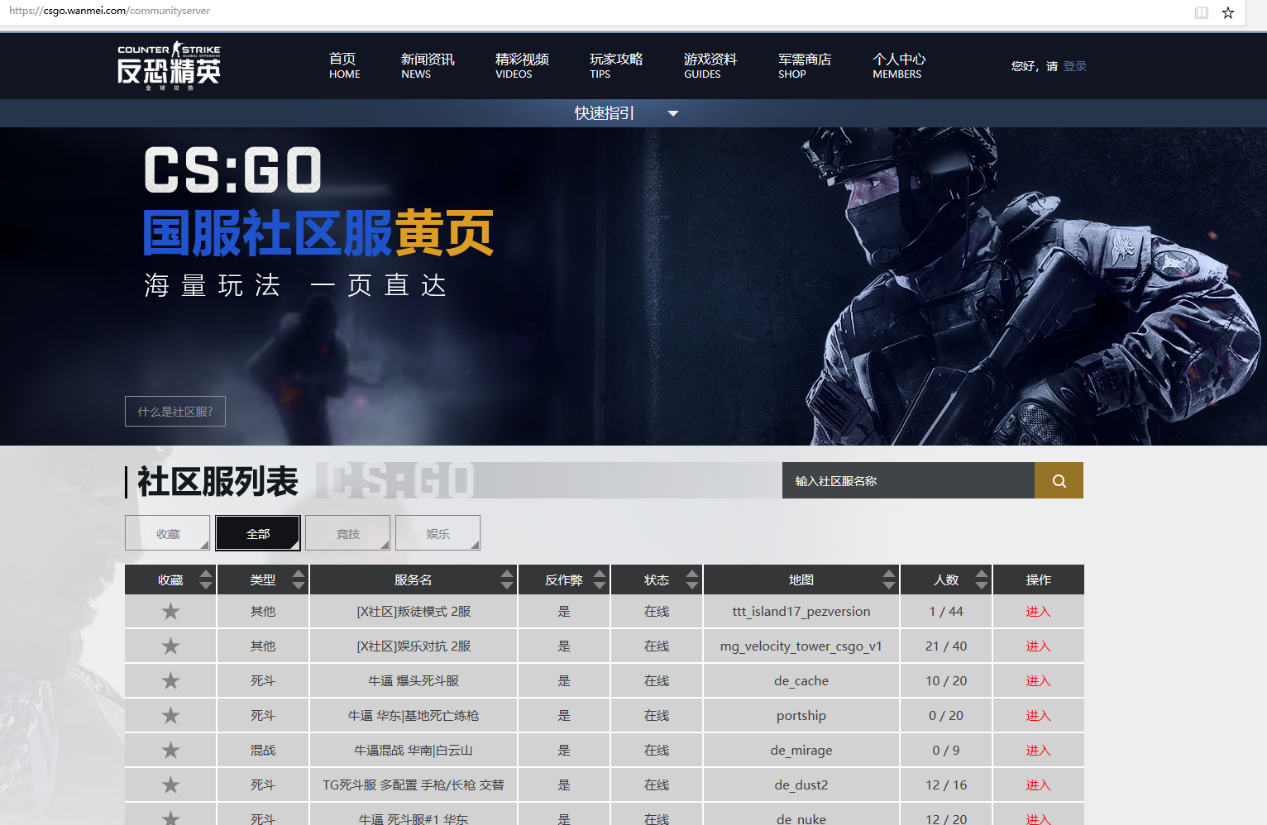 https://csgo.wanmei.com/communityserver
COUNTER STRIKE
GLOBAL OFFENSIVE
反恐精英
全球攻势
首页 新闻资讯 精彩视频 玩家攻略 游戏资料 军需商店 个人中心
HOME NEWS VIDEOS TIPS GUIDES SHOP MEMBERS
您好，请 登录
快速指引
CS:GO
国服社区服黄页
海量玩法 一页直达
什么是社区服?
社区服列表
CS:GO
输入社区服名称
收藏 全部 竞技 娱乐
收藏 类型 服务名 反作弊 状态 地图 人数 操作
★ 其他 [X社区]叛徒模式 2服 是 在线 ttt_island17_pezversion 1 / 44 进入
★ 其他 [X社区]娱乐对抗 2服 是 在线 mg_velocity_tower_csgo_v1 21 / 40 进入
★ 死斗 牛逼 爆头死斗服 是 在线 de_cache 10 / 20 进入
★ 死斗 牛逼 华东|基地死亡练枪 是 在线 portship 0 / 20 进入
★ 混战 牛逼混战 华南|白云山 是 在线 de_mirage 0 / 9 进入
★ 死斗 TG死斗服 多配置 手枪/长枪 交替 是 在线 de_dust2 12 / 16 进入
★ 死斗 牛逼 死斗服#1 华东 是 在线 de_nuke 12 / 20 进入